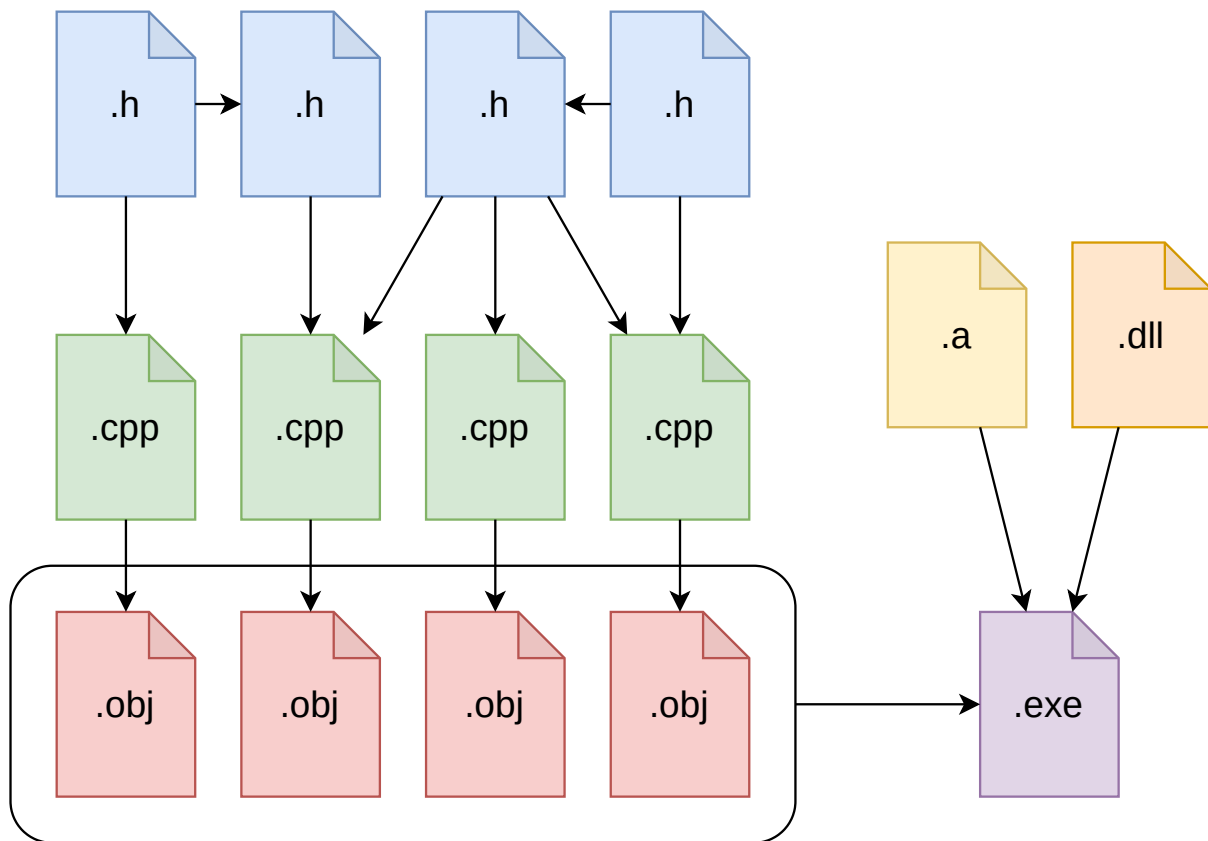 .h
.h
.h
.h
.a
.dll
.cpp
.cpp
.cpp
.cpp
.obj
.obj
.obj
.obj
.exe